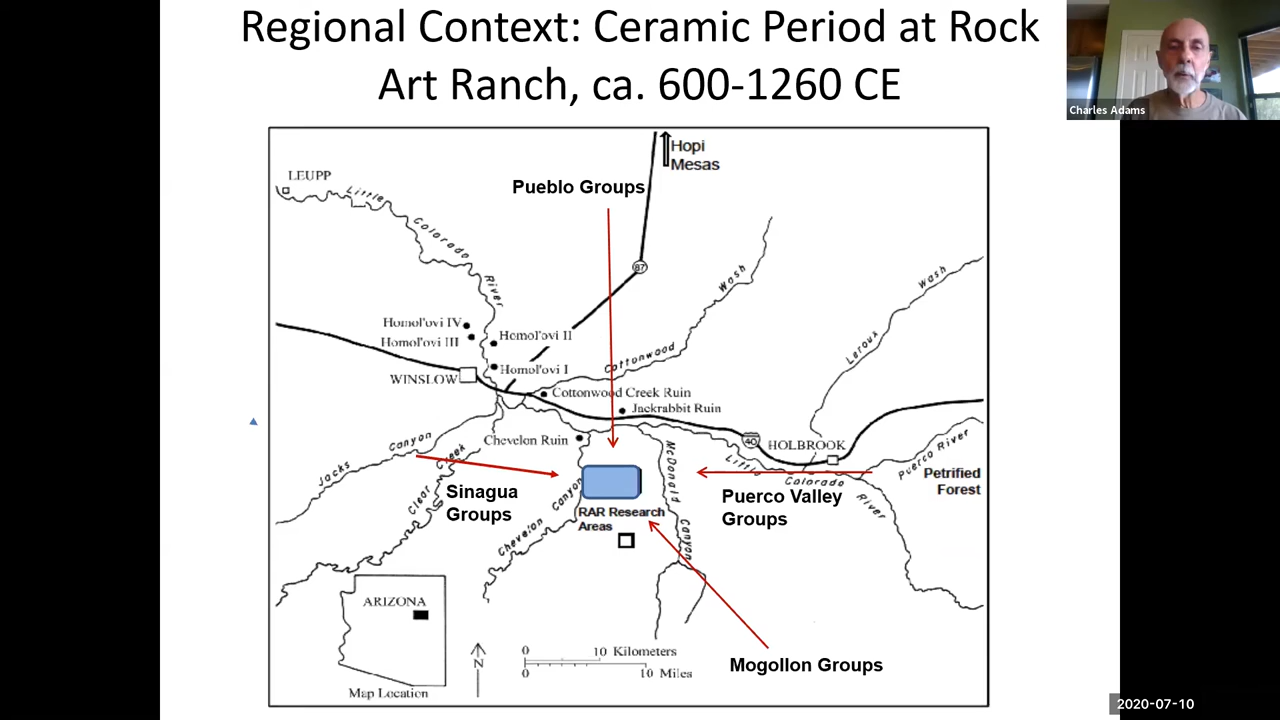 Regional Context: Ceramic Period at Rock
Art Ranch, ca. 600-1260 CE
Charles Adams
Hopi
Mesas
LEUPP
Pueblo Groups
Little
Colorado
River
87
Wash
Wash
Leroux
Homol'ovi IV
Homol'ovi III
Homol'ovi II
Homol'ovi I
Cottonwood
WINSLOW
Cottonwood Creek Ruin
Jackrabbit Ruin
Chevelon Ruin
40
HOLBROOK
Jacks Canyon
Clear Creek
McDonald
Canyon
Little
Colorado
River
Puerco River
Petrified
Forest
Sinagua
Groups
Puerco Valley
Groups
Chevelon Canyon
RAR Research
Areas
ARIZONA
Map Location
N
0 10 Kilometers
0 10 Miles
Mogollon Groups
2020-07-10